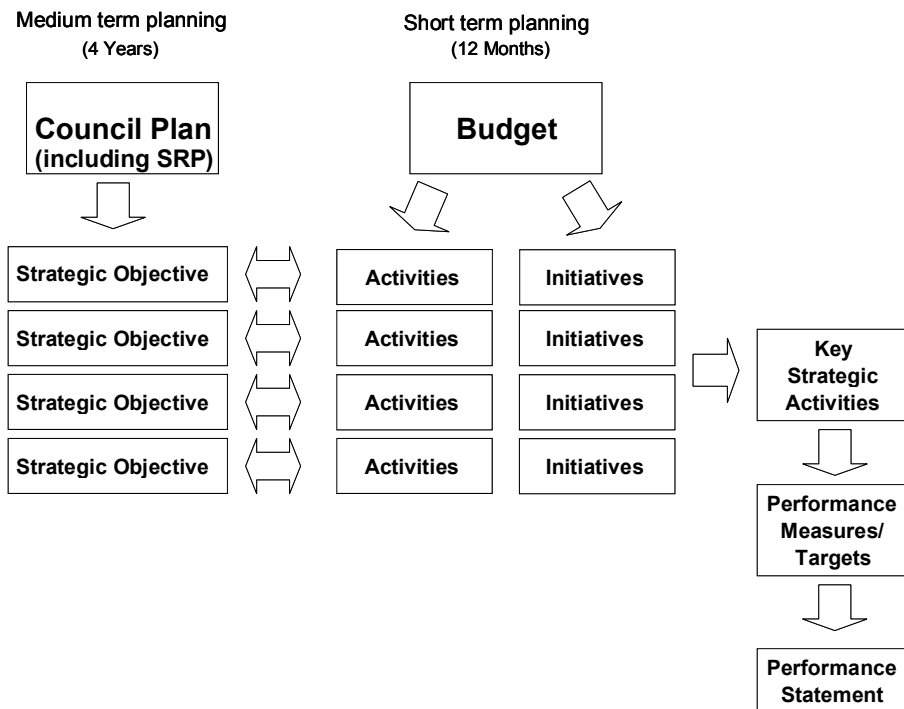 Medium term planning
(4 Years)
Short term planning
(12 Months)
Council Plan
(including SRP)
Budget
Strategic Objective
Activities
Initiatives
Strategic Objective
Activities
Initiatives
Strategic Objective
Activities
Initiatives
Strategic Objective
Activities
Initiatives
Key
Strategic
Activities
Performance
Measures/
Targets
Performance
Statement